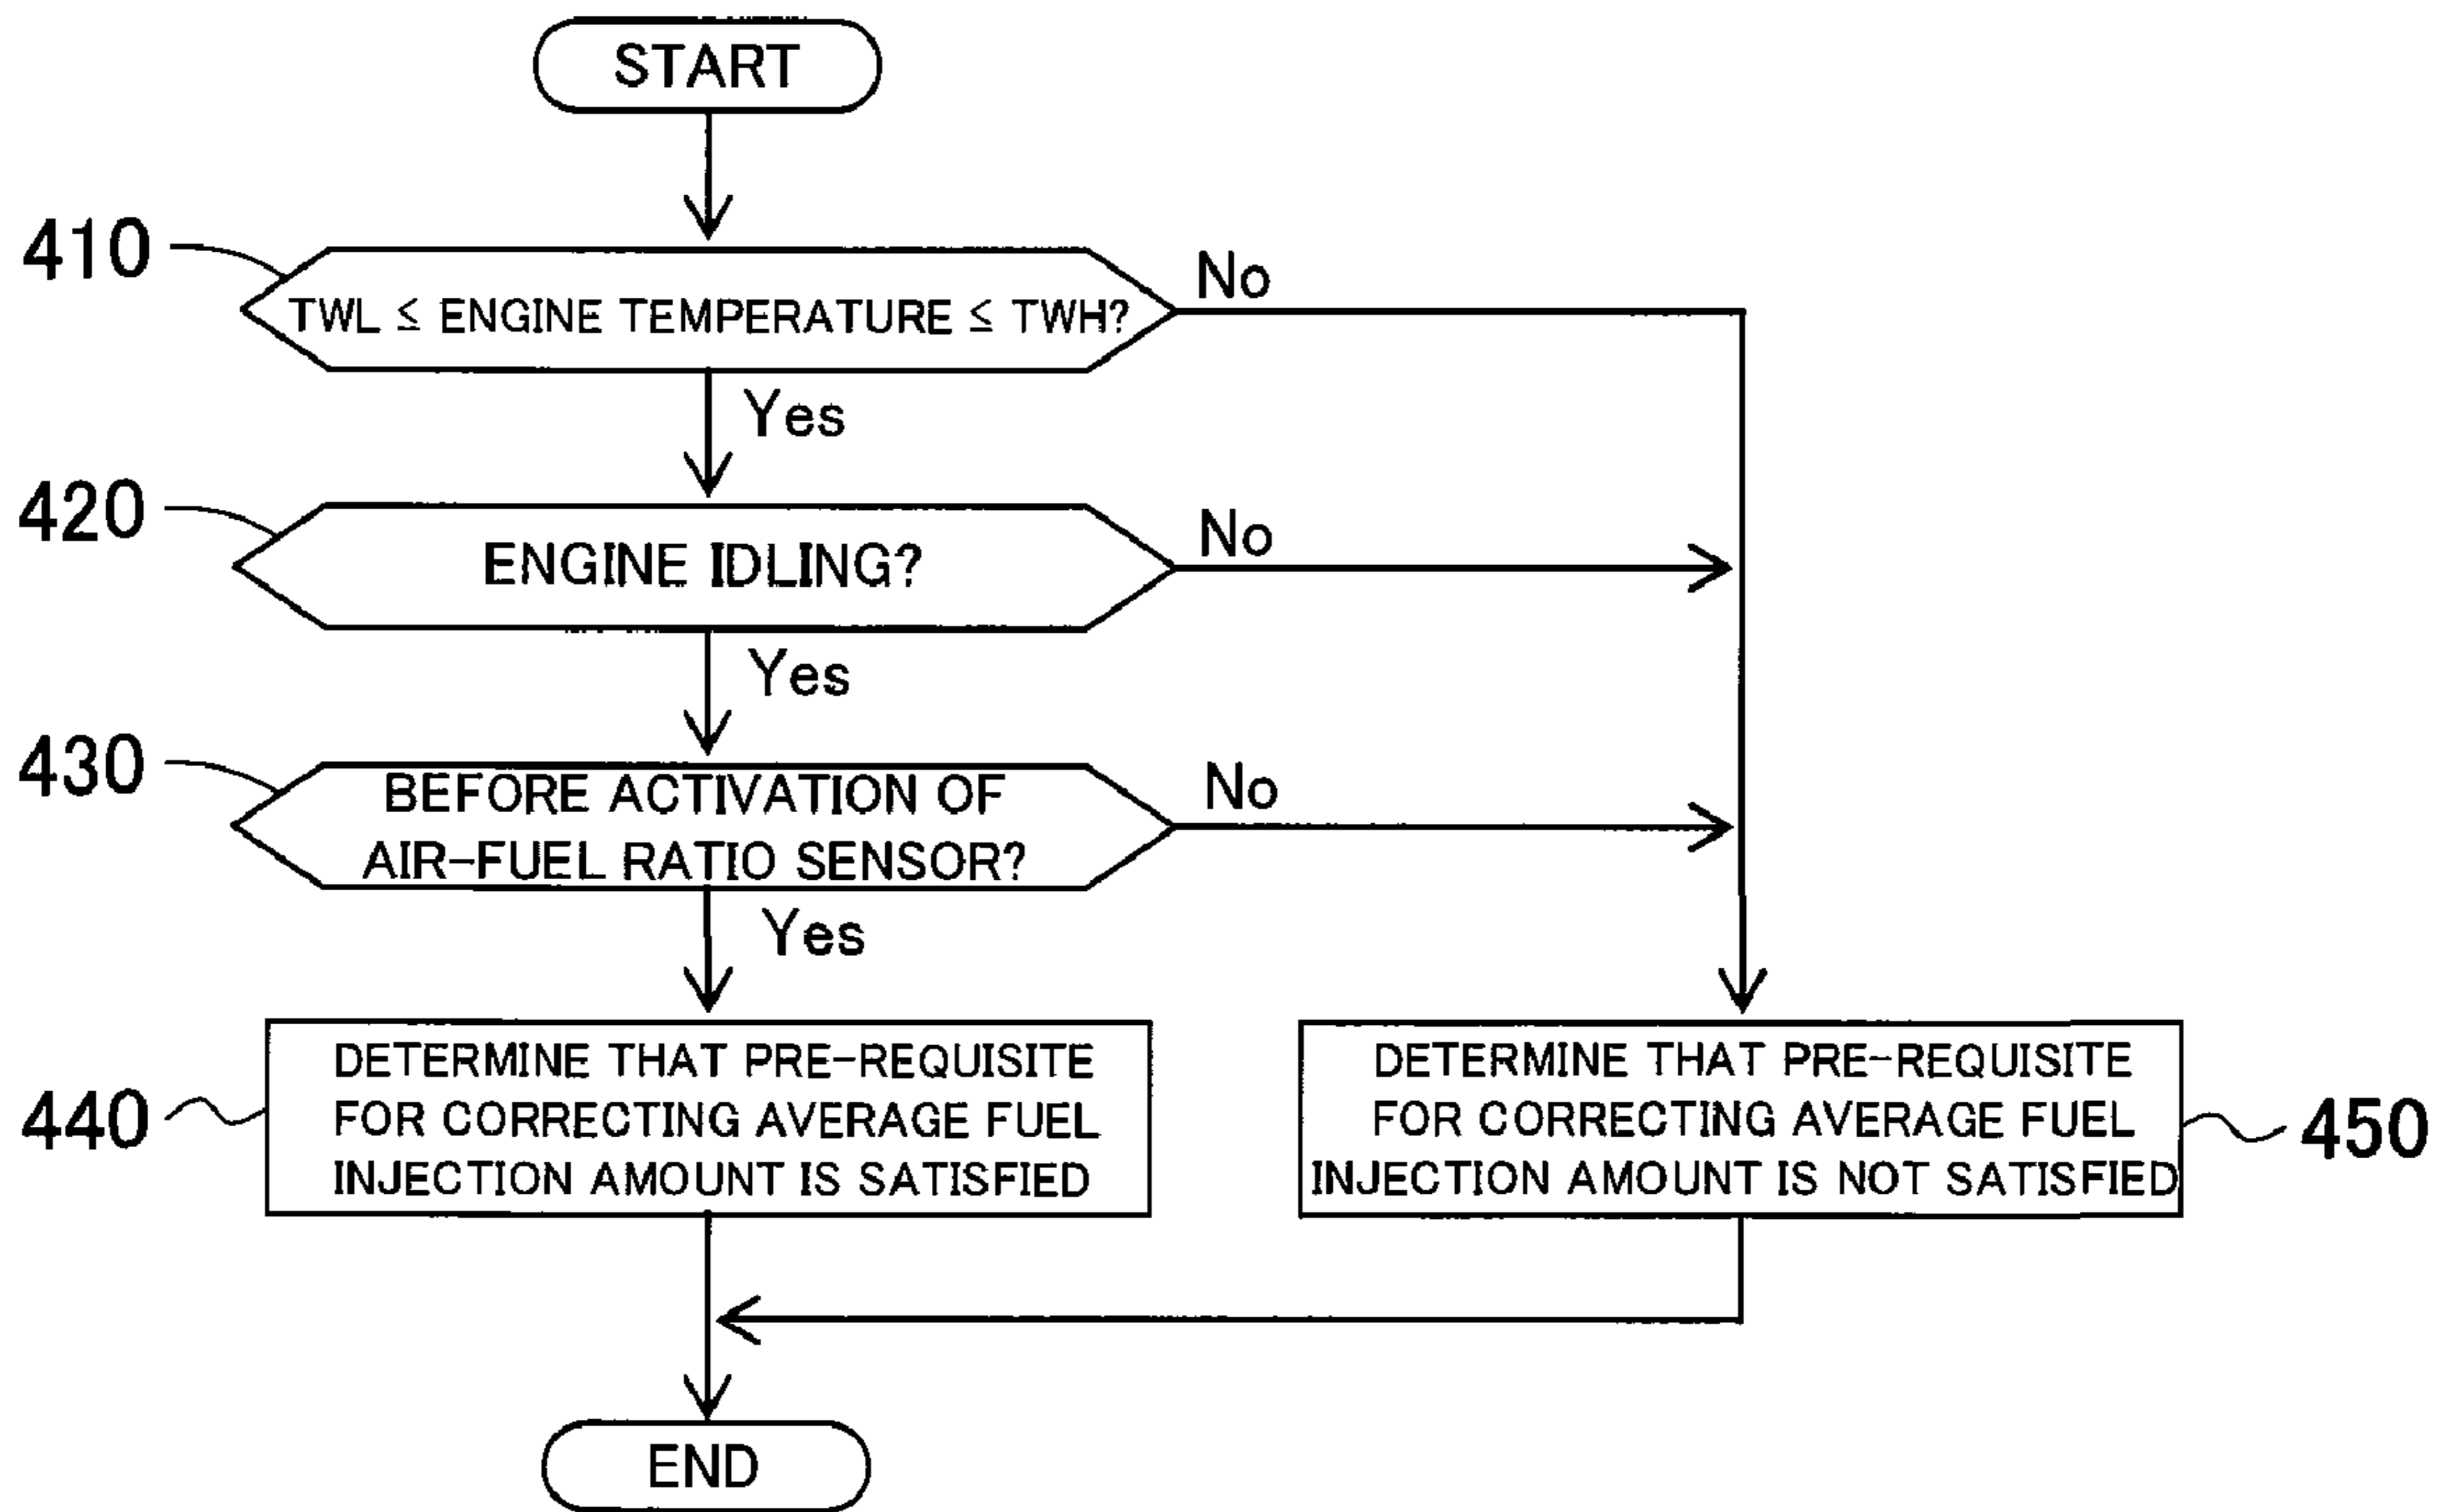 START
410
TWL ≤ ENGINE TEMPERATURE ≤ TWH?
No
Yes
420
ENGINE IDLING?
No
Yes
430
BEFORE ACTIVATION OF
AIR-FUEL RATIO SENSOR?
No
Yes
440
DETERMINE THAT PRE-REQUISITE
FOR CORRECTING AVERAGE FUEL
INJECTION AMOUNT IS SATISFIED
DETERMINE THAT PRE-REQUISITE
FOR CORRECTING AVERAGE FUEL
INJECTION AMOUNT IS NOT SATISFIED
450
END